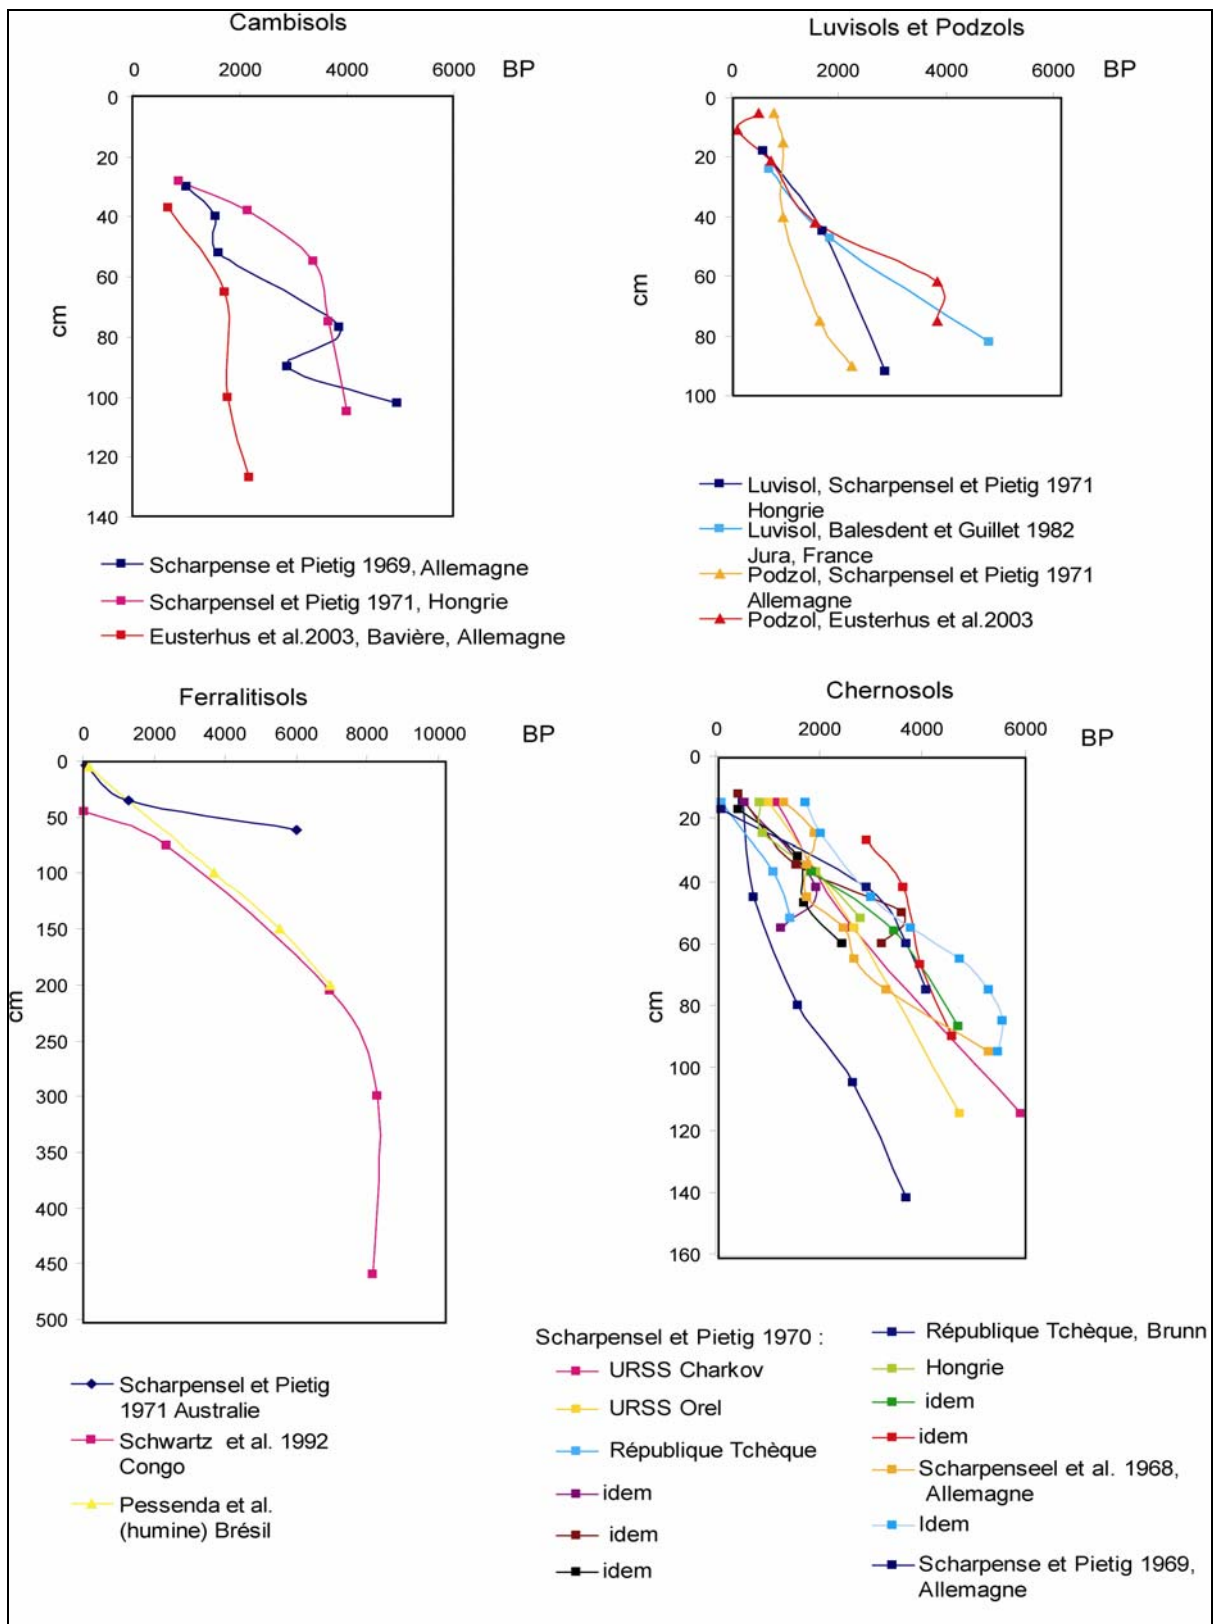 Cambisols
0 2000 4000 6000 BP
0
20
40
60
80
100
120
140
cm
Scharpense et Pietig 1969, Allemagne
Scharpensel et Pietig 1971, Hongrie
Eusterhus et al.2003, Bavière, Allemagne
Luvisols et Podzols
0 2000 4000 6000 BP
0
20
40
60
80
100
cm
Luvisol, Scharpensel et Pietig 1971
Hongrie
Luvisol, Balesdent et Guillet 1982
Jura, France
Podzol, Scharpensel et Pietig 1971
Allemagne
Podzol, Eusterhus et al.2003
Ferralitisols
0 2000 4000 6000 8000 10000 BP
0
50
100
150
200
250
300
350
400
450
500
cm
Scharpensel et Pietig
1971 Australie
Schwartz et al. 1992
Congo
Pessenda et al.
(humine) Brésil
Chernosols
0 2000 4000 6000 BP
0
20
40
60
80
100
120
140
160
cm
Scharpensel et Pietig 1970 :
URSS Charkov
URSS Orel
République Tchèque
idem
idem
idem
République Tchèque, Brunn
Hongrie
idem
idem
Scharpenseel et al. 1968,
Allemagne
Idem
Scharpense et Pietig 1969,
Allemagne